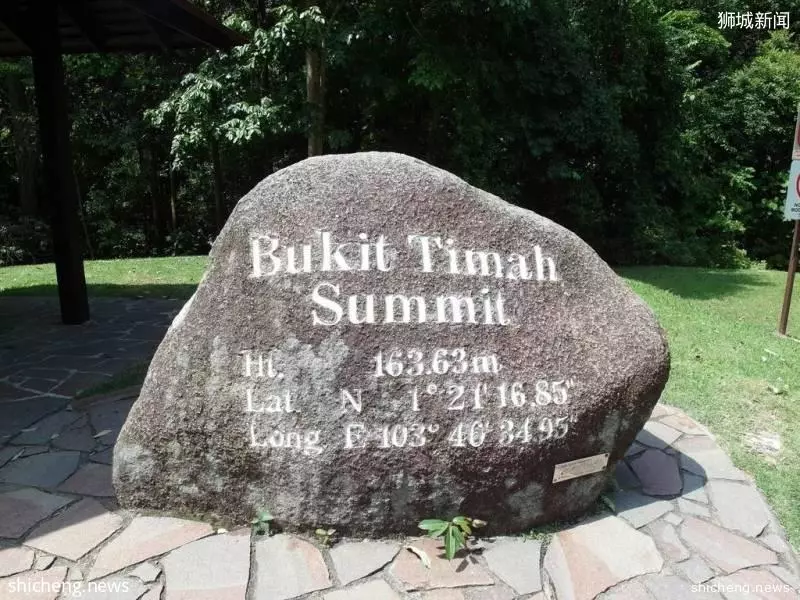 狮城新闻
Bukit Timah
Summit
Ht. 163.63m
Lat. N 1° 21' 16.85"
Long E 103° 46' 34.95"
shicheng.news
shicheng.news